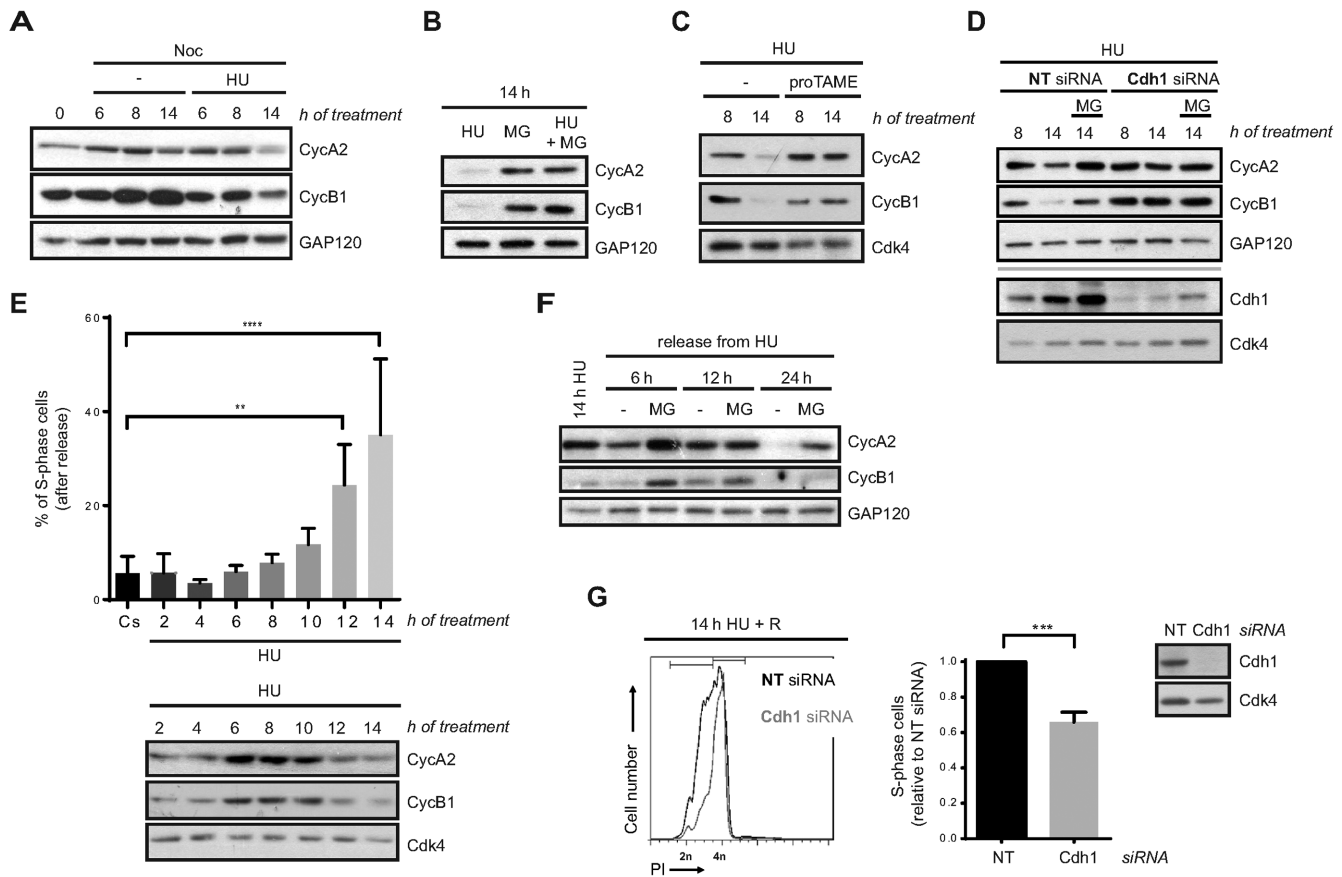 A
Noc
- HU
0 6 8 14 6 8 14 h of treatment
CycA2
CycB1
GAP120
B
14 h
HU MG HU + MG
CycA2
CycB1
GAP120
C
HU
- proTAME
8 14 8 14 h of treatment
CycA2
CycB1
Cdk4
D
HU
NT siRNA Cdh1 siRNA
MG MG
8 14 14 8 14 14 h of treatment
CycA2
CycB1
GAP120
Cdh1
Cdk4
E
% of S-phase cells
(after release)
60
40
20
0
****
**
Cs 2 4 6 8 10 12 14 h of treatment
HU
HU
2 4 6 8 10 12 14 h of treatment
CycA2
CycB1
Cdk4
F
14 h HU
release from HU
6 h 12 h 24 h
- MG - MG - MG
CycA2
CycB1
GAP120
G
14 h HU + R
NT siRNA
Cdh1 siRNA
Cell number
2n 4n
PI
S-phase cells
(relative to NT siRNA)
1.0
0.8
0.6
0.4
0.2
0.0
***
NT Cdh1 siRNA
NT Cdh1 siRNA
Cdh1
Cdk4